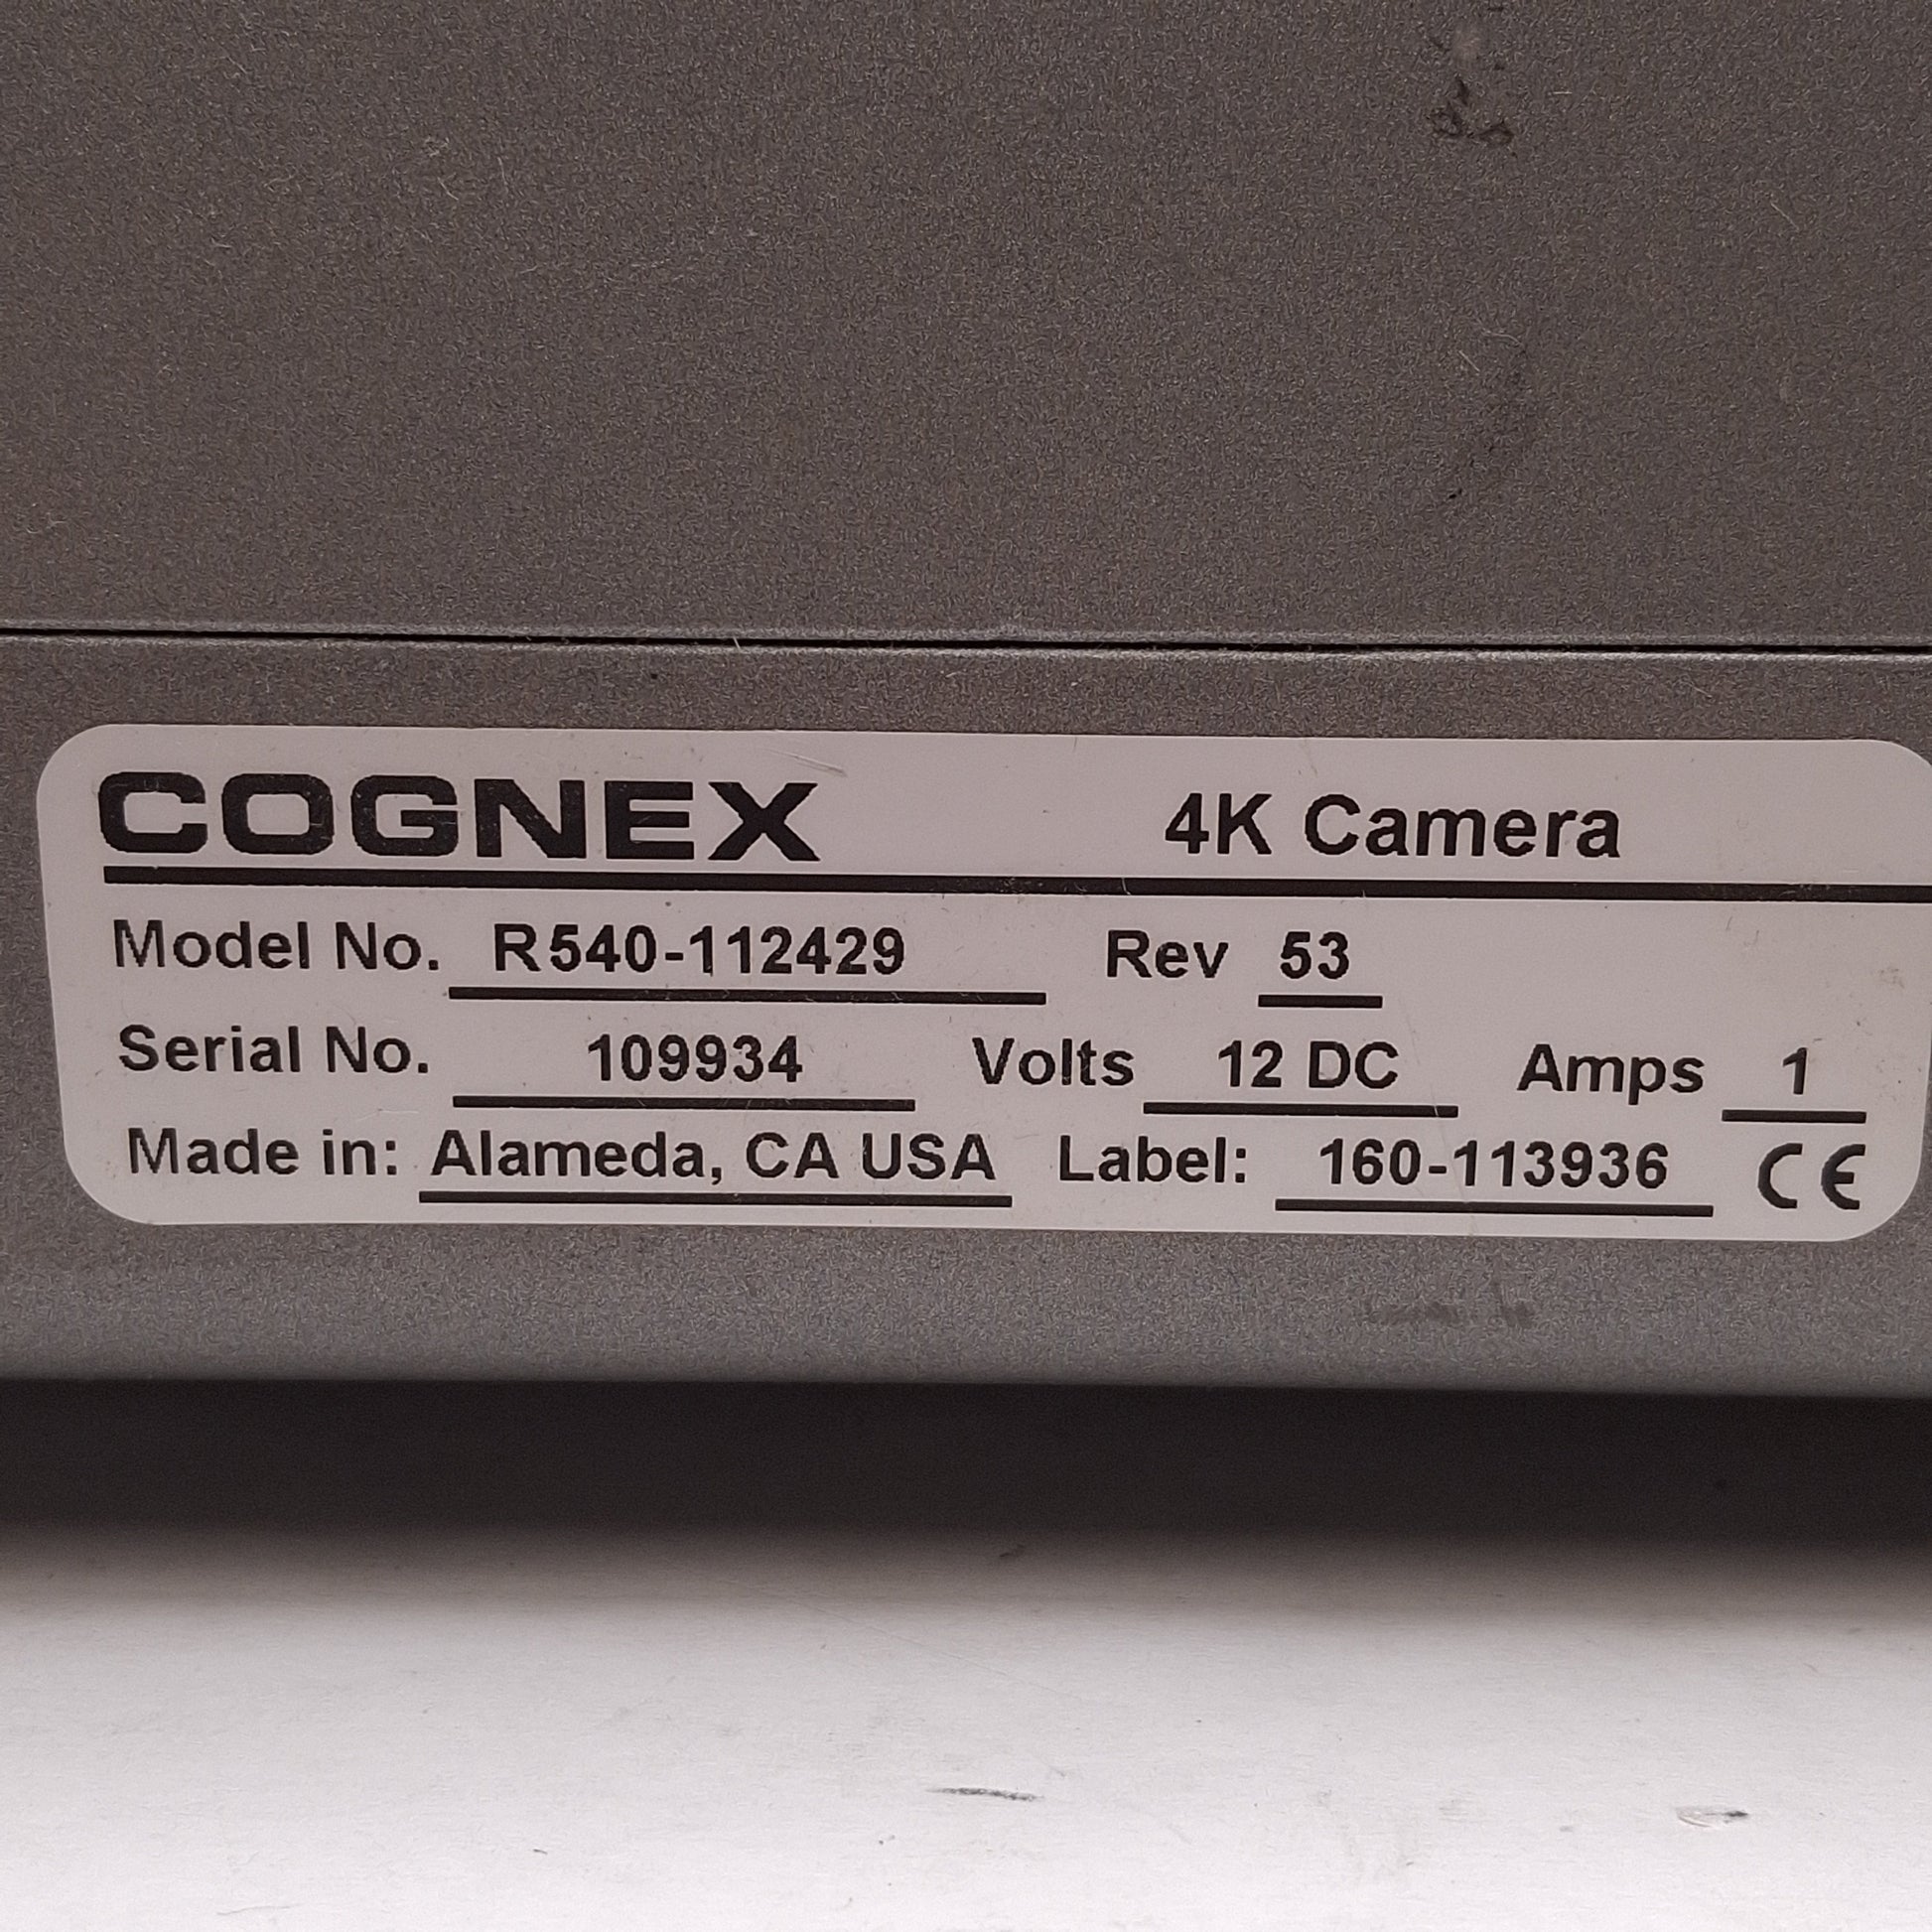 COGNEX 4K Camera
Model No. R540-112429 Rev 53
Serial No. 109934 Volts 12 DC Amps 1
Made in: Alameda, CA USA Label: 160-113936 CE